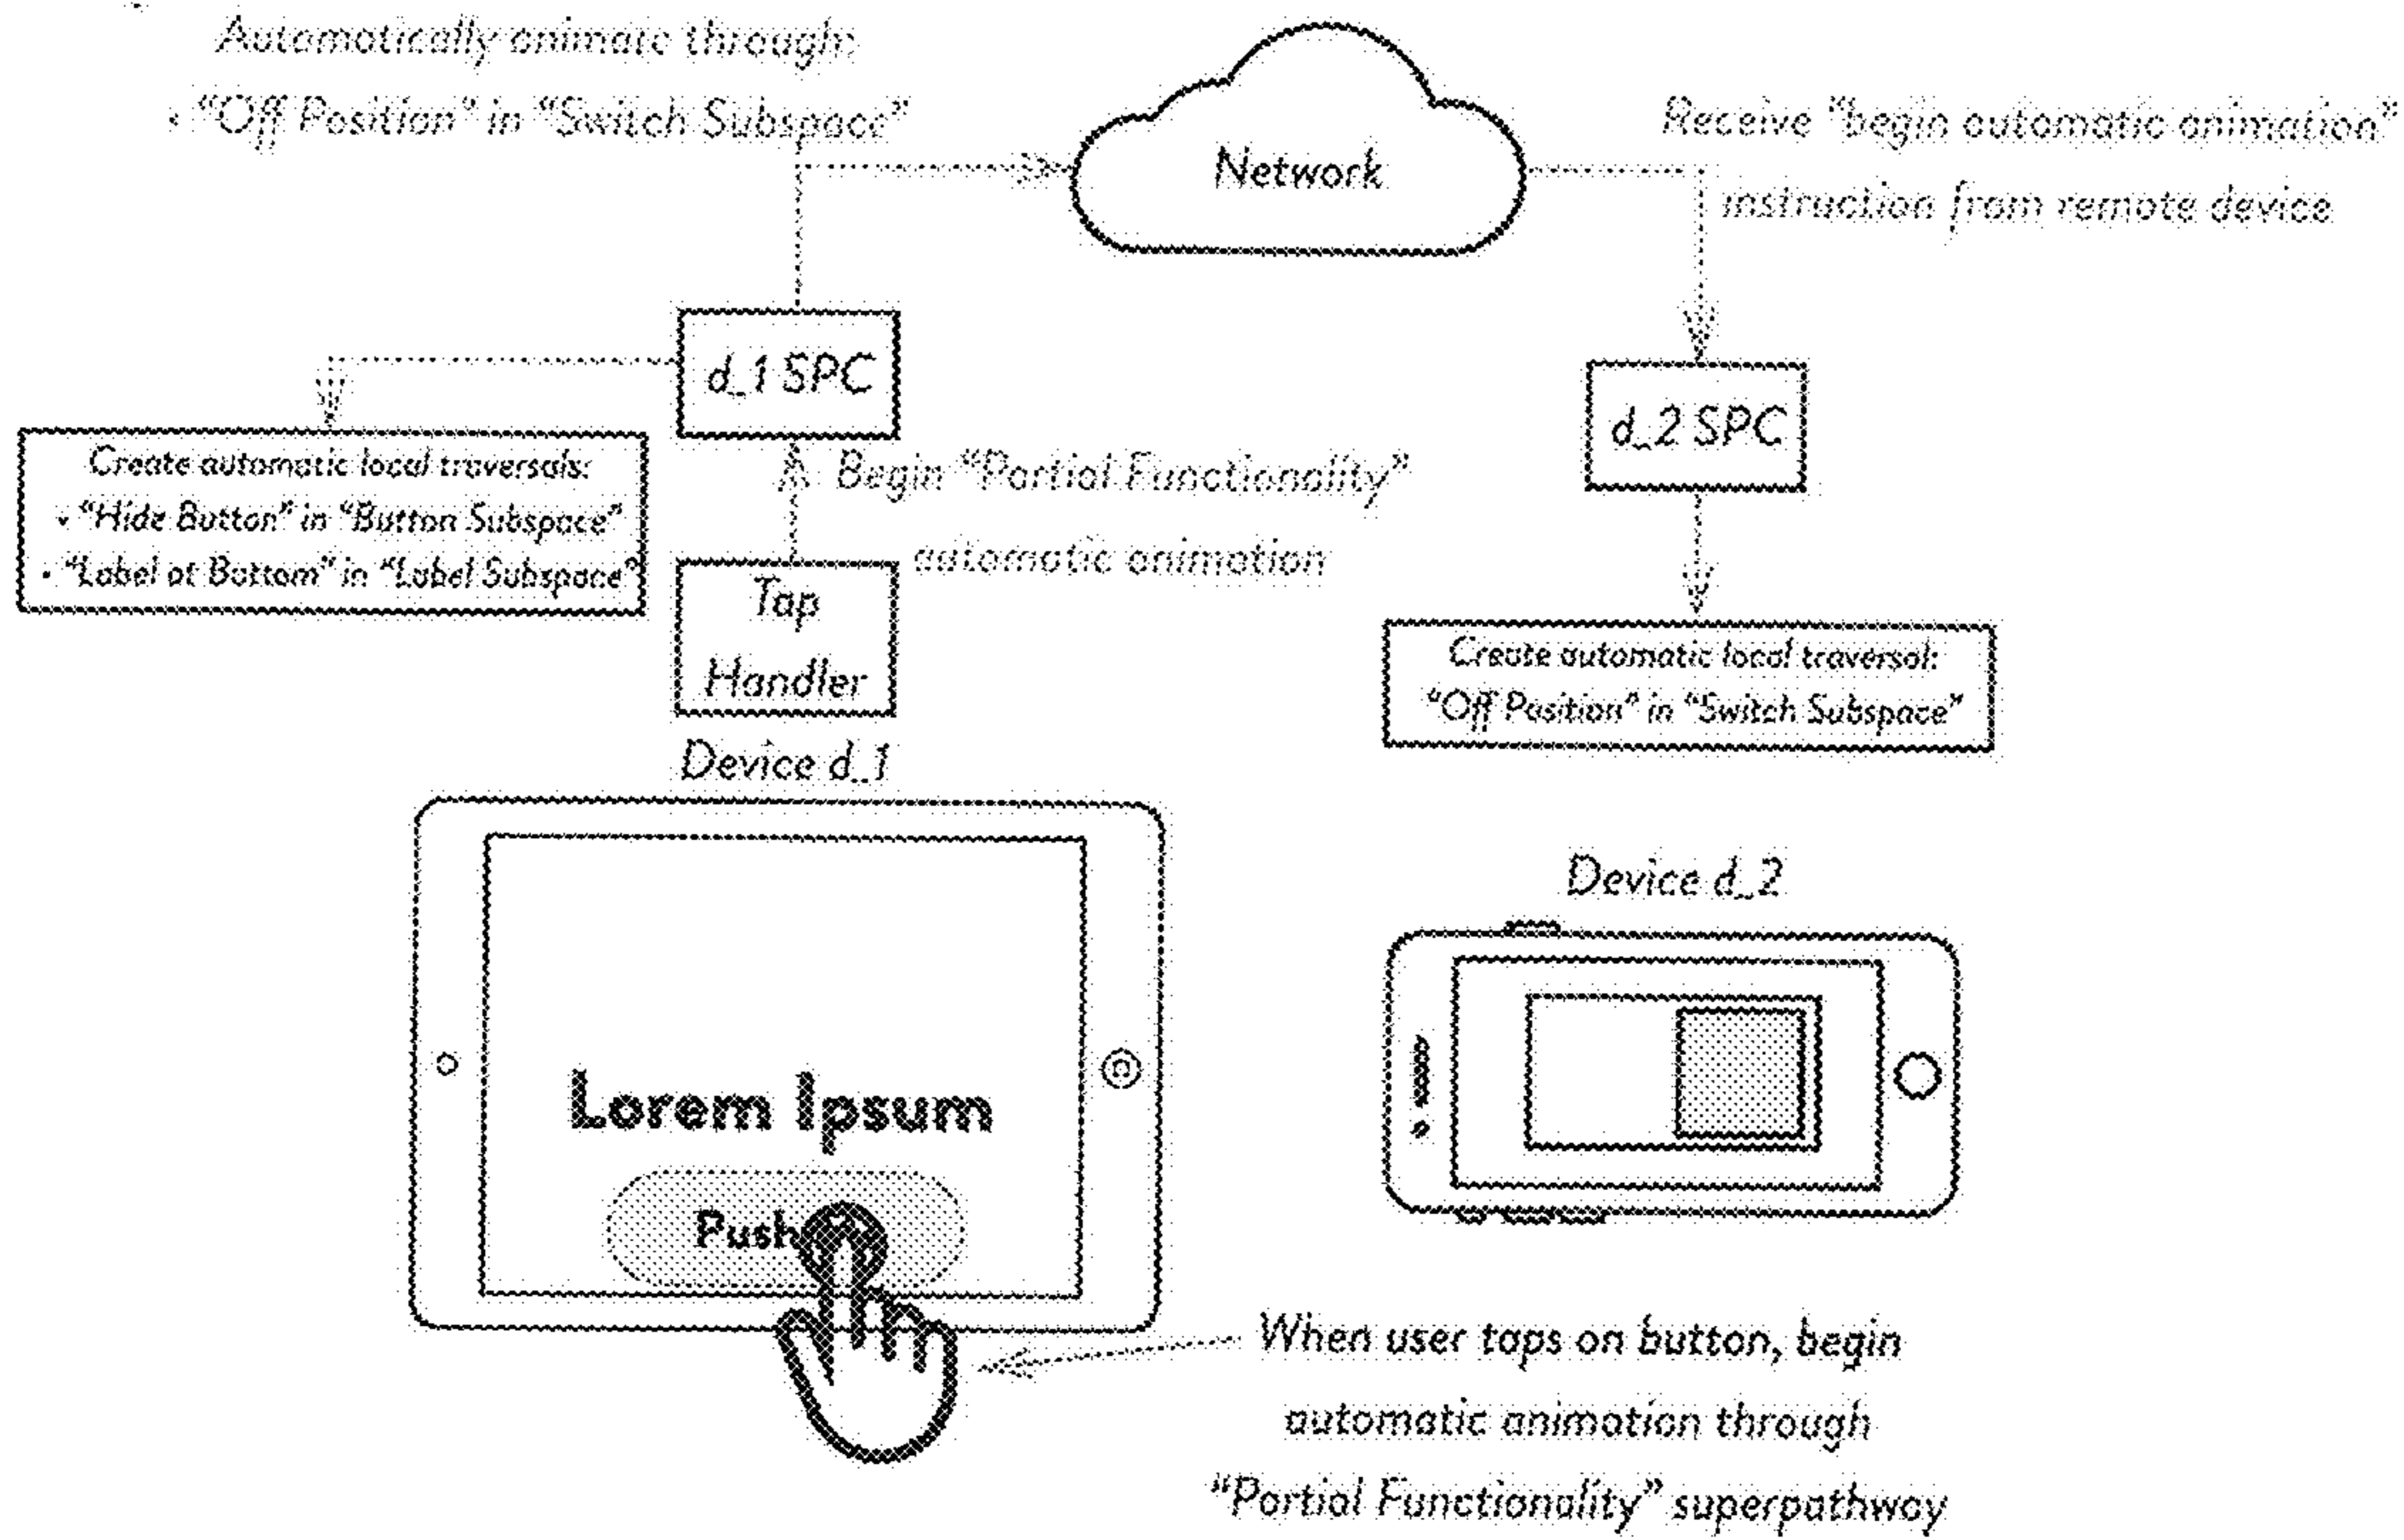 Automatically animate through:
• "Off Position" in "Switch Subspace"
Network
Receive "begin automatic animation"
instruction from remote device
d_1 SPC
d_2 SPC
Create automatic local traversals:
• "Hide Button" in "Button Subspace"
• "Label at Bottom" in "Label Subspace"
Begin "Partial Functionality"
automatic animation
Tap
Handler
Create automatic local traversal:
"Off Position" in "Switch Subspace"
Device d_1
Device d_2
Lorem Ipsum
Push
When user taps on button, begin
automatic animation through
"Partial Functionality" superpathway